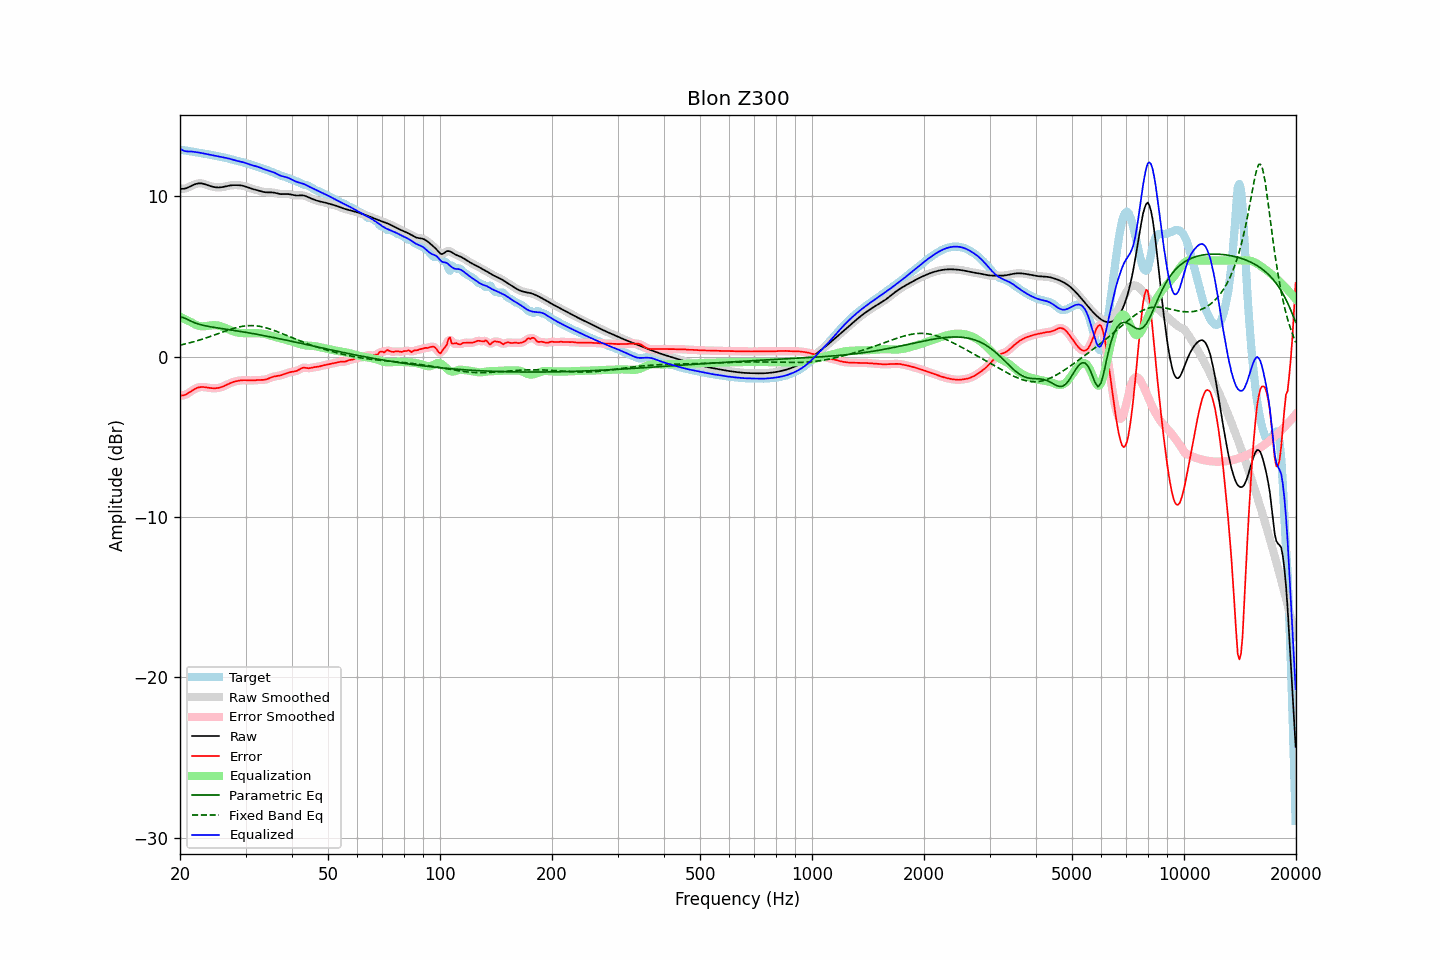 Blon Z300
Amplitude (dBr)
10
0
−10
−20
−30
Target
Raw Smoothed
Error Smoothed
Raw
Error
Equalization
Parametric Eq
Fixed Band Eq
Equalized
20 50 100 200 500 1000 2000 5000 10000 20000
Frequency (Hz)